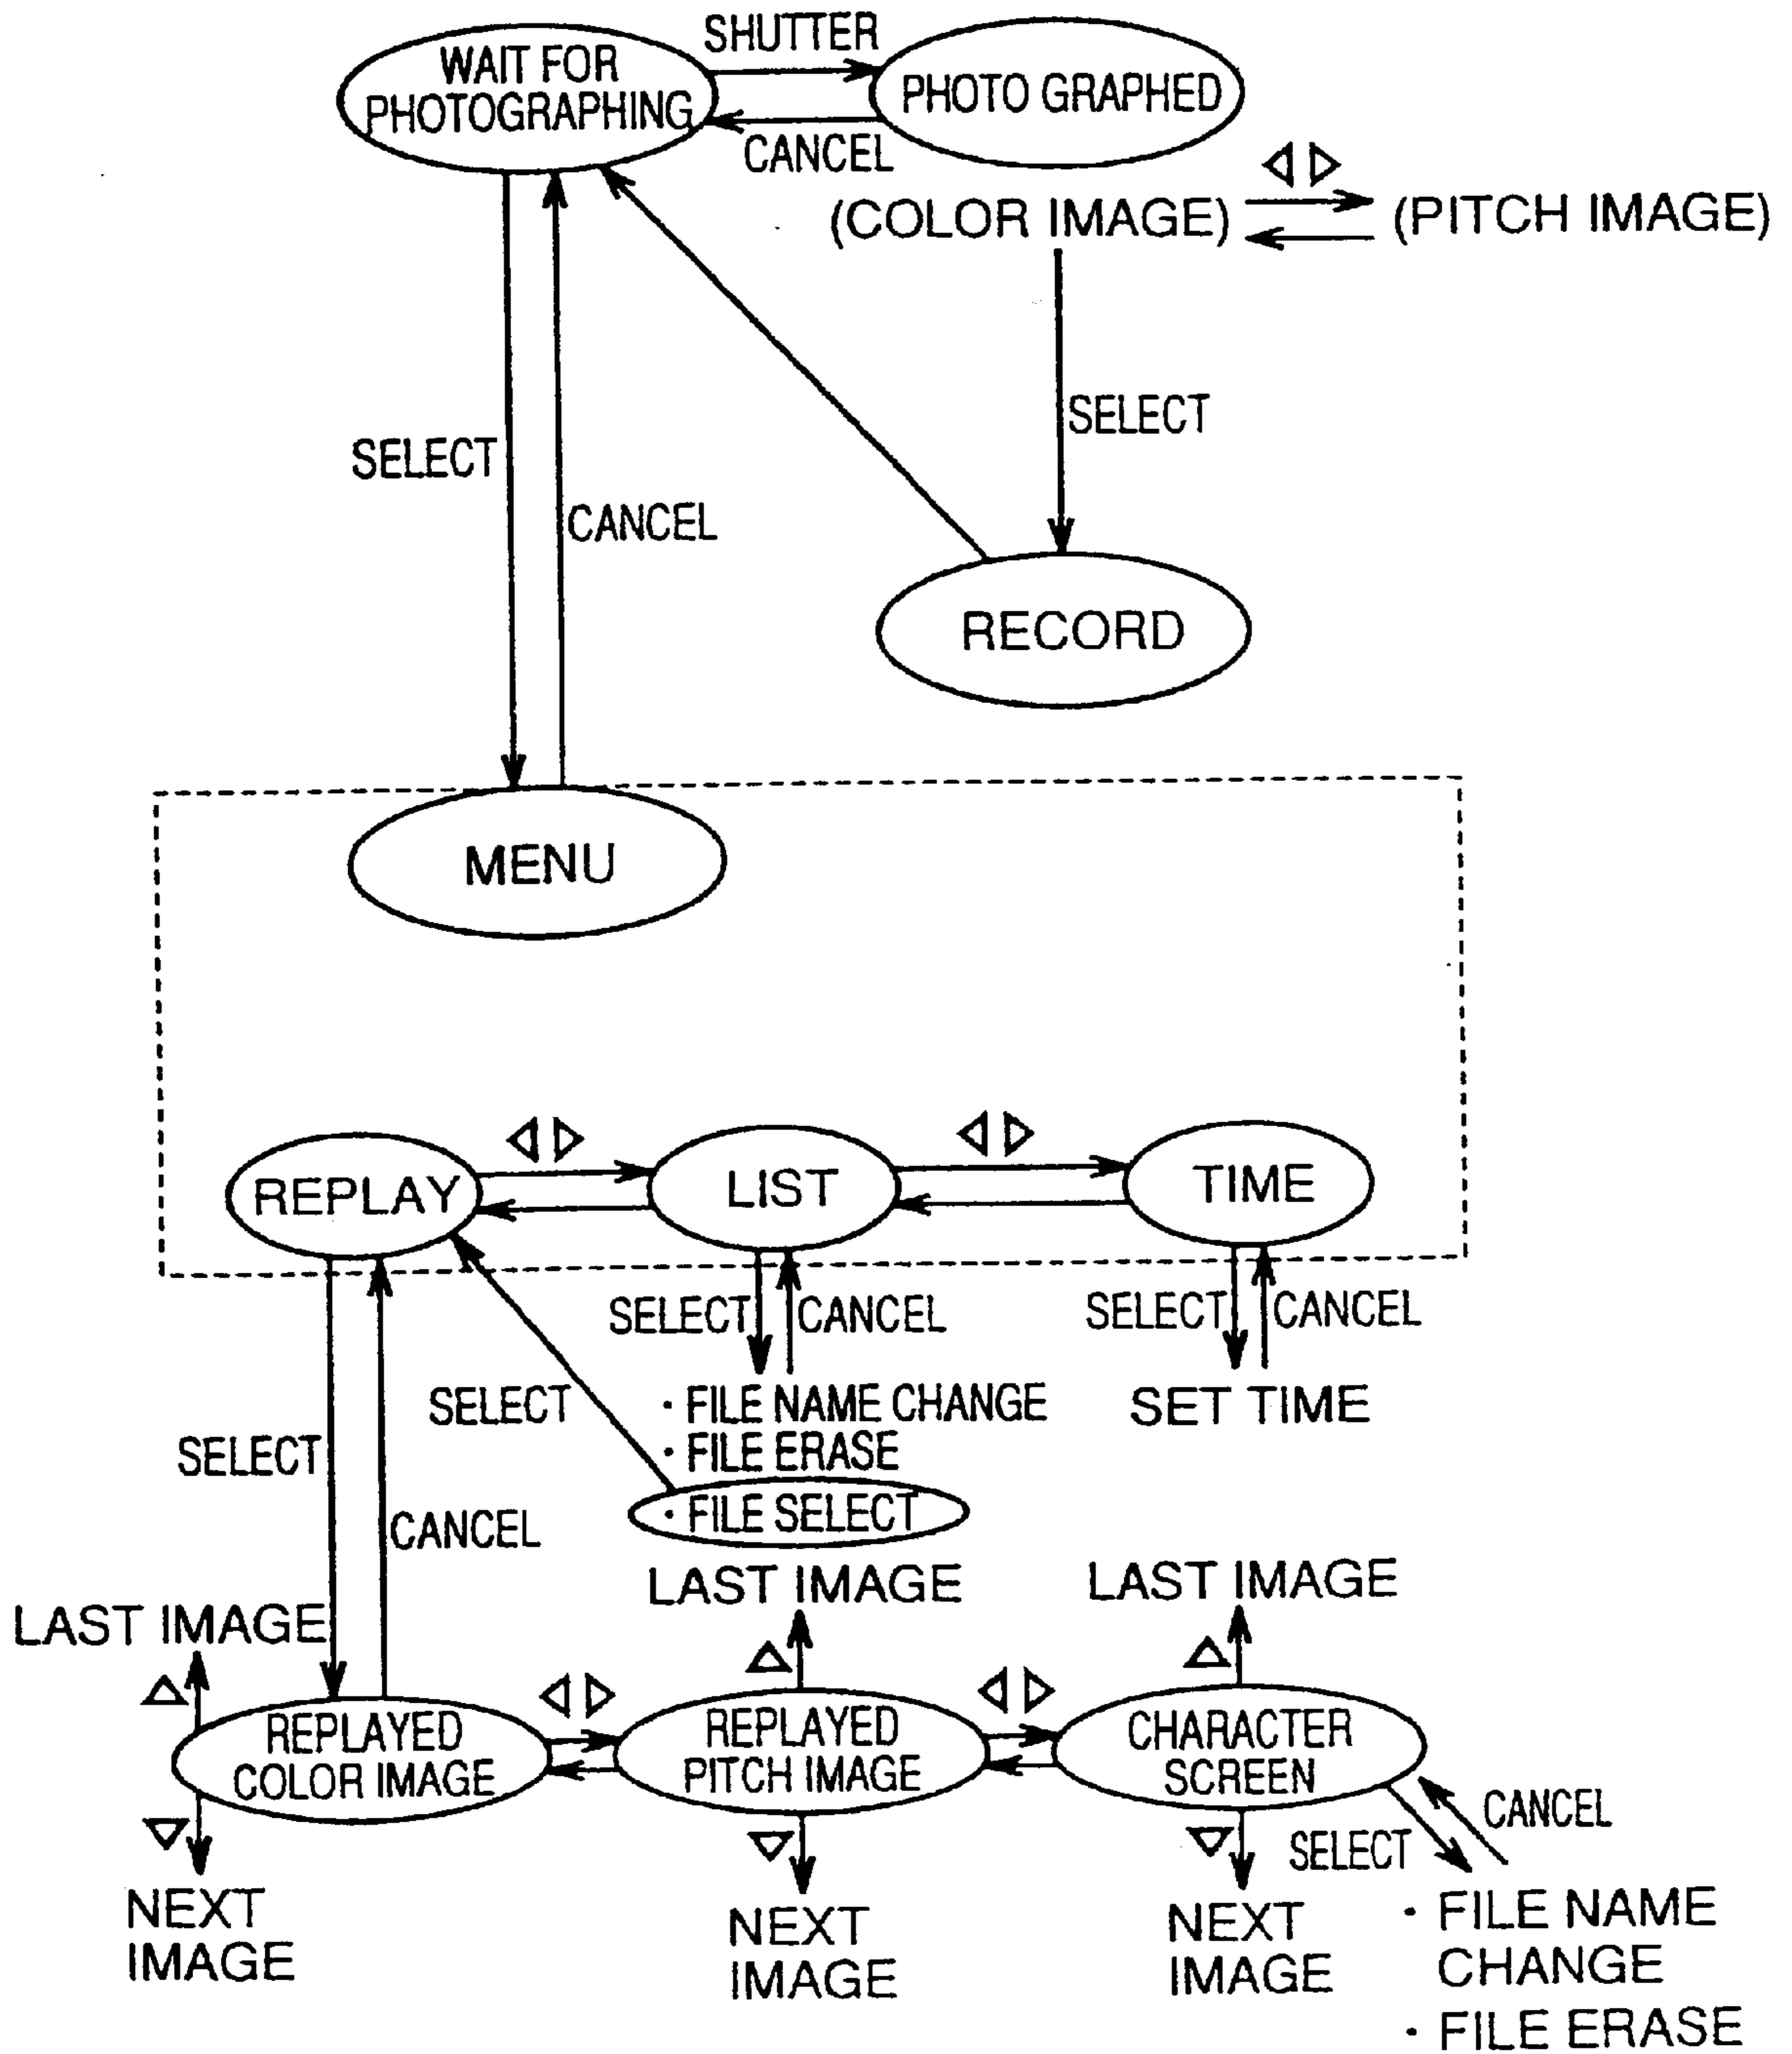 SHUTTER
WAIT FOR
PHOTOGRAPHING
PHOTO GRAPHED
CANCEL
(COLOR IMAGE)
(PITCH IMAGE)
SELECT
SELECT
CANCEL
RECORD
MENU
REPLAY
LIST
TIME
SELECT
CANCEL
SELECT
CANCEL
SELECT
· FILE NAME CHANGE
SET TIME
SELECT
· FILE ERASE
CANCEL
· FILE SELECT
LAST IMAGE
LAST IMAGE
LAST IMAGE
REPLAYED
COLOR IMAGE
REPLAYED
PITCH IMAGE
CHARACTER
SCREEN
CANCEL
SELECT
NEXT
IMAGE
NEXT
IMAGE
NEXT
IMAGE
· FILE NAME
CHANGE
· FILE ERASE